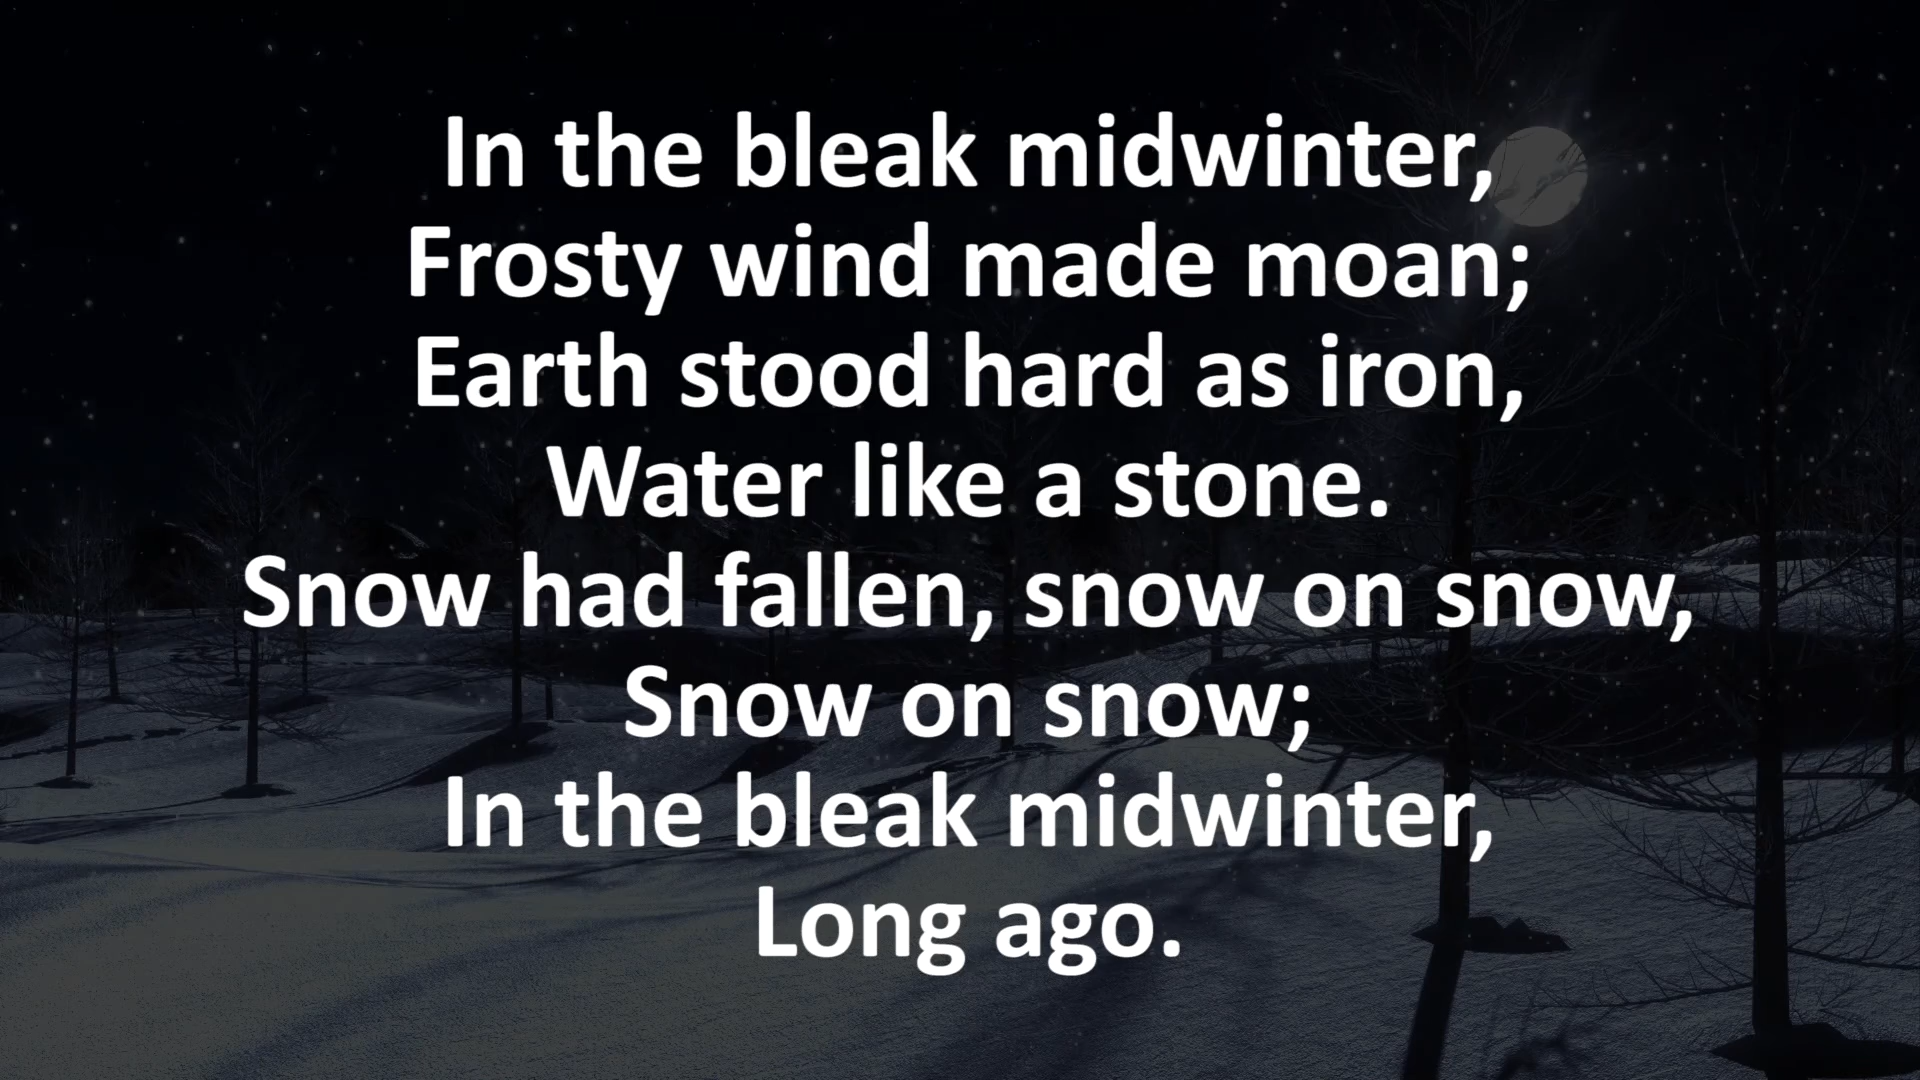 In the bleak midwinter,
Frosty wind made moan;
Earth stood hard as iron,
Water like a stone.
Snow had fallen, snow on snow,
Snow on snow;
In the bleak midwinter,
Long ago.